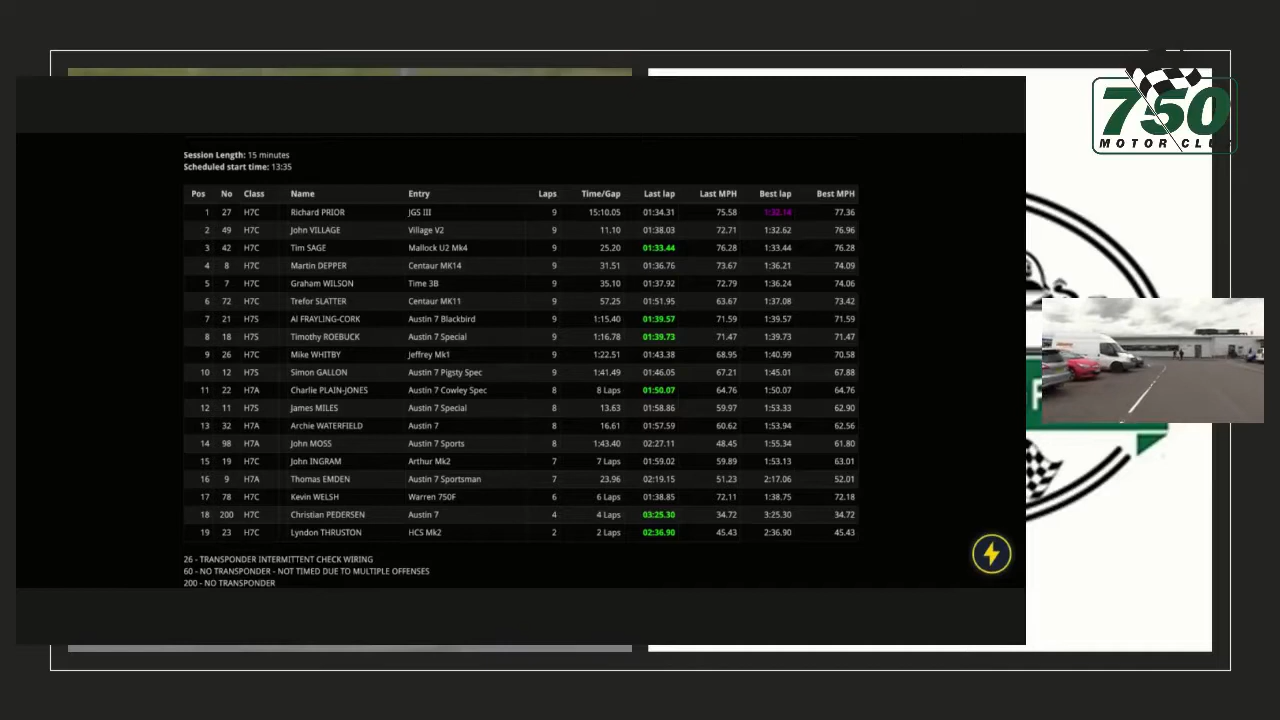 750
MOTOR CLUB
Session Length: 15 minutes
Scheduled start time: 13:35
Pos No Class Name Entry Laps Time/Gap Last lap Last MPH Best lap Best MPH
1 27 H7C Richard PRIOR JGS III 9 15:10.05 01:34.31 75.58 1:32.14 77.36
2 49 H7C John VILLAGE Village V2 9 11.10 01:38.03 72.71 1:32.62 76.96
3 42 H7C Tim SAGE Mallock U2 Mk4 9 25.20 01:33.44 76.28 1:33.44 76.28
4 8 H7C Martin DEPPER Centaur MK14 9 31.51 01:36.76 73.67 1:36.21 74.09
5 7 H7C Graham WILSON Time 3B 9 35.10 01:37.92 72.79 1:36.24 74.06
6 72 H7C Trefor SLATTER Centaur MK11 9 57.25 01:51.95 63.67 1:37.08 73.42
7 21 H7S Al FRAYLING-CORK Austin 7 Blackbird 9 1:15.40 01:39.57 71.59 1:39.57 71.59
8 18 H7S Timothy ROEBUCK Austin 7 Special 9 1:16.78 01:39.73 71.47 1:39.73 71.47
9 26 H7C Mike WHITBY Jeffrey Mk1 9 1:22.51 01:43.38 68.95 1:40.99 70.58
10 12 H7S Simon GALLON Austin 7 Pigsty Spec 9 1:41.49 01:46.05 67.21 1:45.01 67.88
11 22 H7A Charlie PLAIN-JONES Austin 7 Cowley Spec 8 8 Laps 01:50.07 64.76 1:50.07 64.76
12 11 H7S James MILES Austin 7 Special 8 13.63 01:58.86 59.97 1:53.33 62.90
13 32 H7A Archie WATERFIELD Austin 7 8 16.61 01:57.59 60.62 1:53.94 62.56
14 98 H7A John MOSS Austin 7 Sports 8 1:43.40 02:27.11 48.45 1:55.34 61.80
15 19 H7C John INGRAM Arthur Mk2 7 7 Laps 01:59.02 59.89 1:53.13 63.01
16 9 H7A Thomas EMDEN Austin 7 Sportsman 7 23.96 02:19.15 51.23 2:17.06 52.01
17 78 H7C Kevin WELSH Warren 750F 6 6 Laps 01:38.85 72.11 1:38.75 72.18
18 200 H7C Christian PEDERSEN Austin 7 4 4 Laps 03:25.30 34.72 3:25.30 34.72
19 23 H7C Lyndon THRUSTON HCS Mk2 2 2 Laps 02:36.90 45.43 2:36.90 45.43
26 - TRANSPONDER INTERMITTENT CHECK WIRING
60 - NO TRANSPONDER - NOT TIMED DUE TO MULTIPLE OFFENSES
200 - NO TRANSPONDER